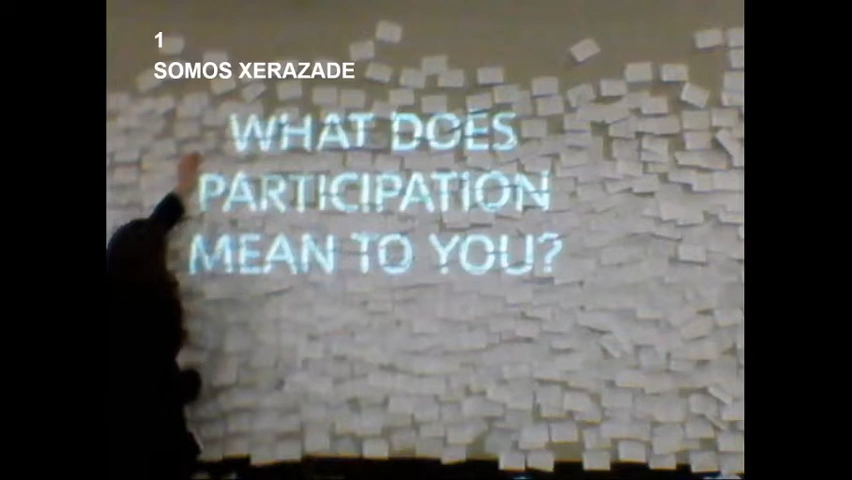 1
SOMOS XERAZADE
WHAT DOES
PARTICIPATION
MEAN TO YOU?